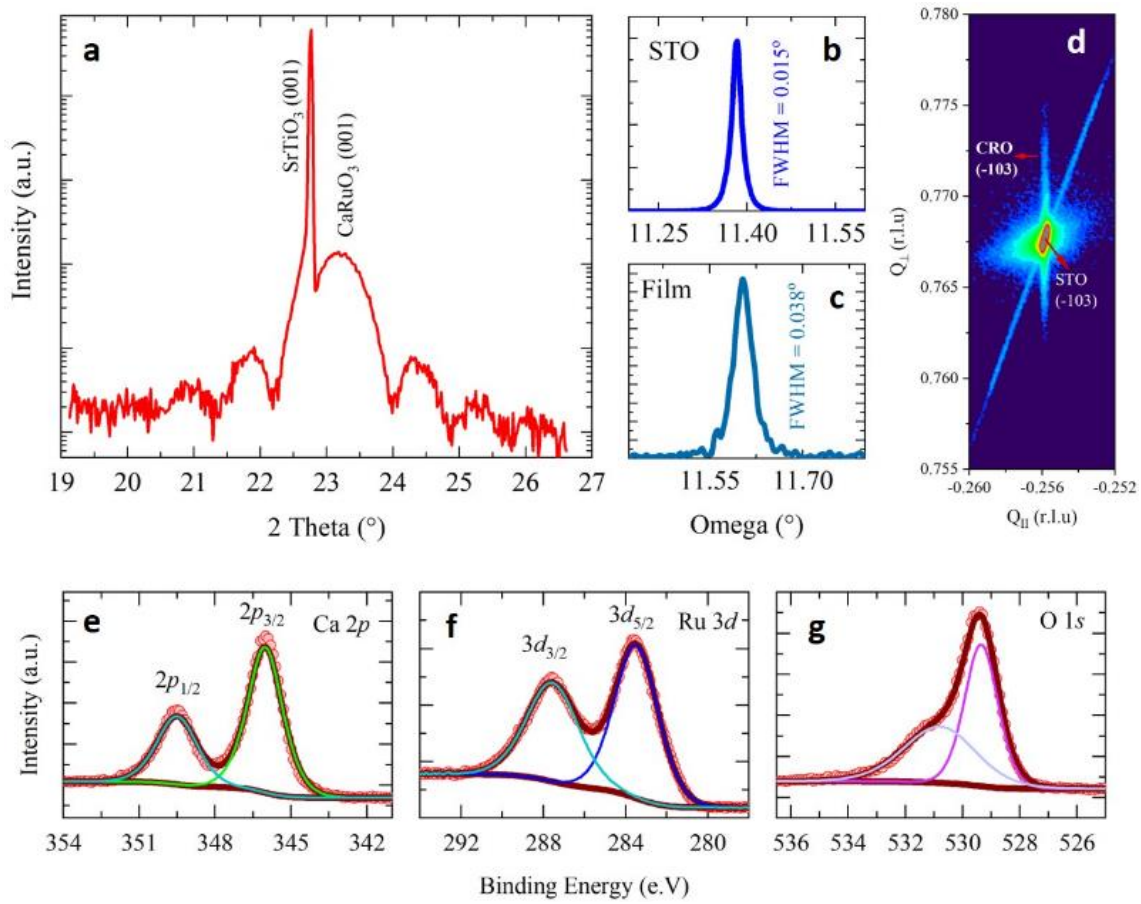 a
SrTiO3 (001)
CaRuO3 (001)
Intensity (a.u.)
19 20 21 22 23 24 25 26 27
2 Theta (°)
STO
b
FWHM = 0.015°
11.25 11.40 11.55
Film
c
FWHM = 0.038°
11.55 11.70
Omega (°)
d
0.780
0.775
0.770
0.765
0.760
0.755
Q⊥ (r.l.u)
CRO
(-103)
STO
(-103)
-0.260 -0.256 -0.252
QII (r.l.u)
e
2p1/2
2p3/2
Ca 2p
Intensity (a.u.)
354 351 348 345 342
f
3d3/2
3d5/2
Ru 3d
292 288 284 280
g
O 1s
536 534 532 530 528 526
Binding Energy (e.V)